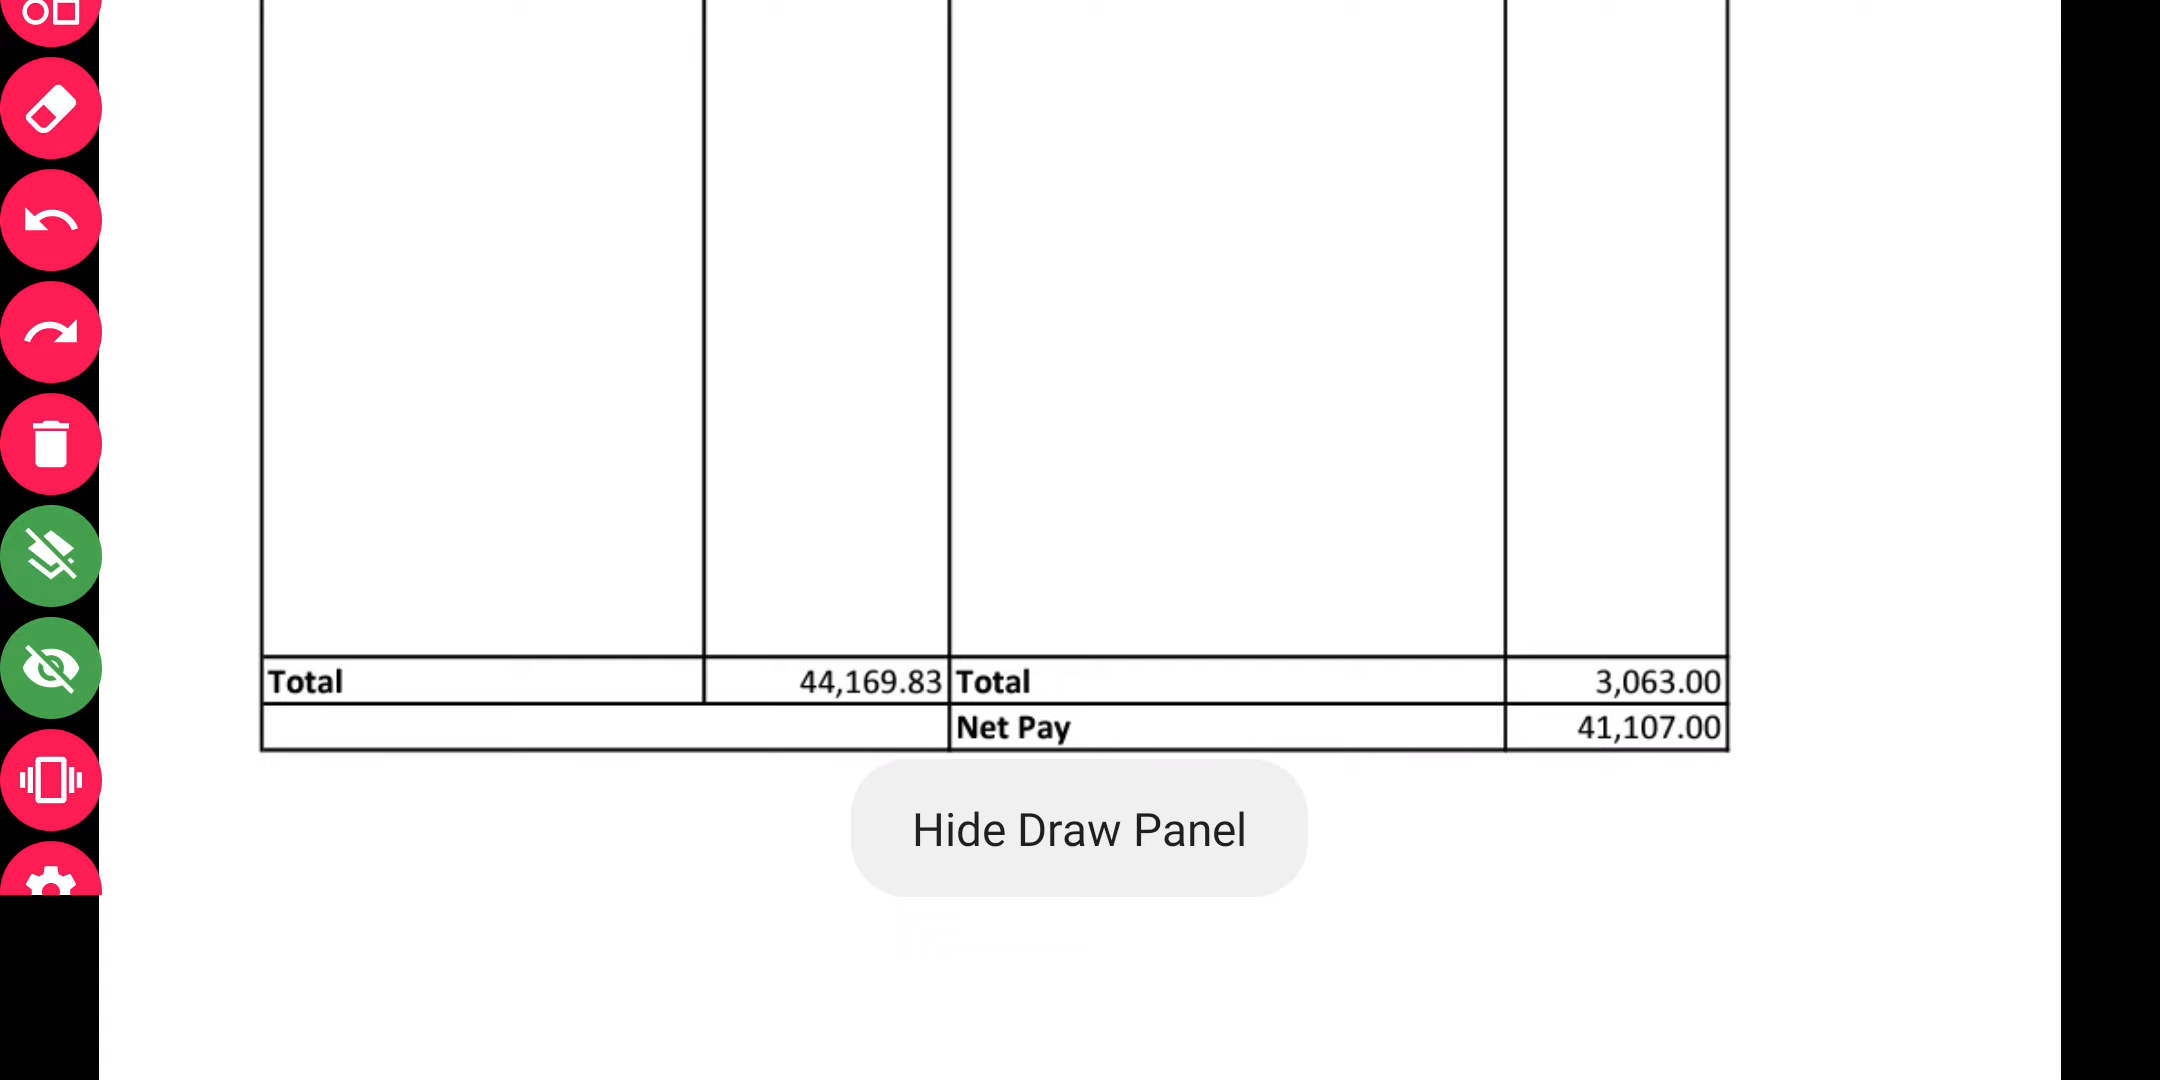 Total 44,169.83 Total 3,063.00
Net Pay 41,107.00
Hide Draw Panel